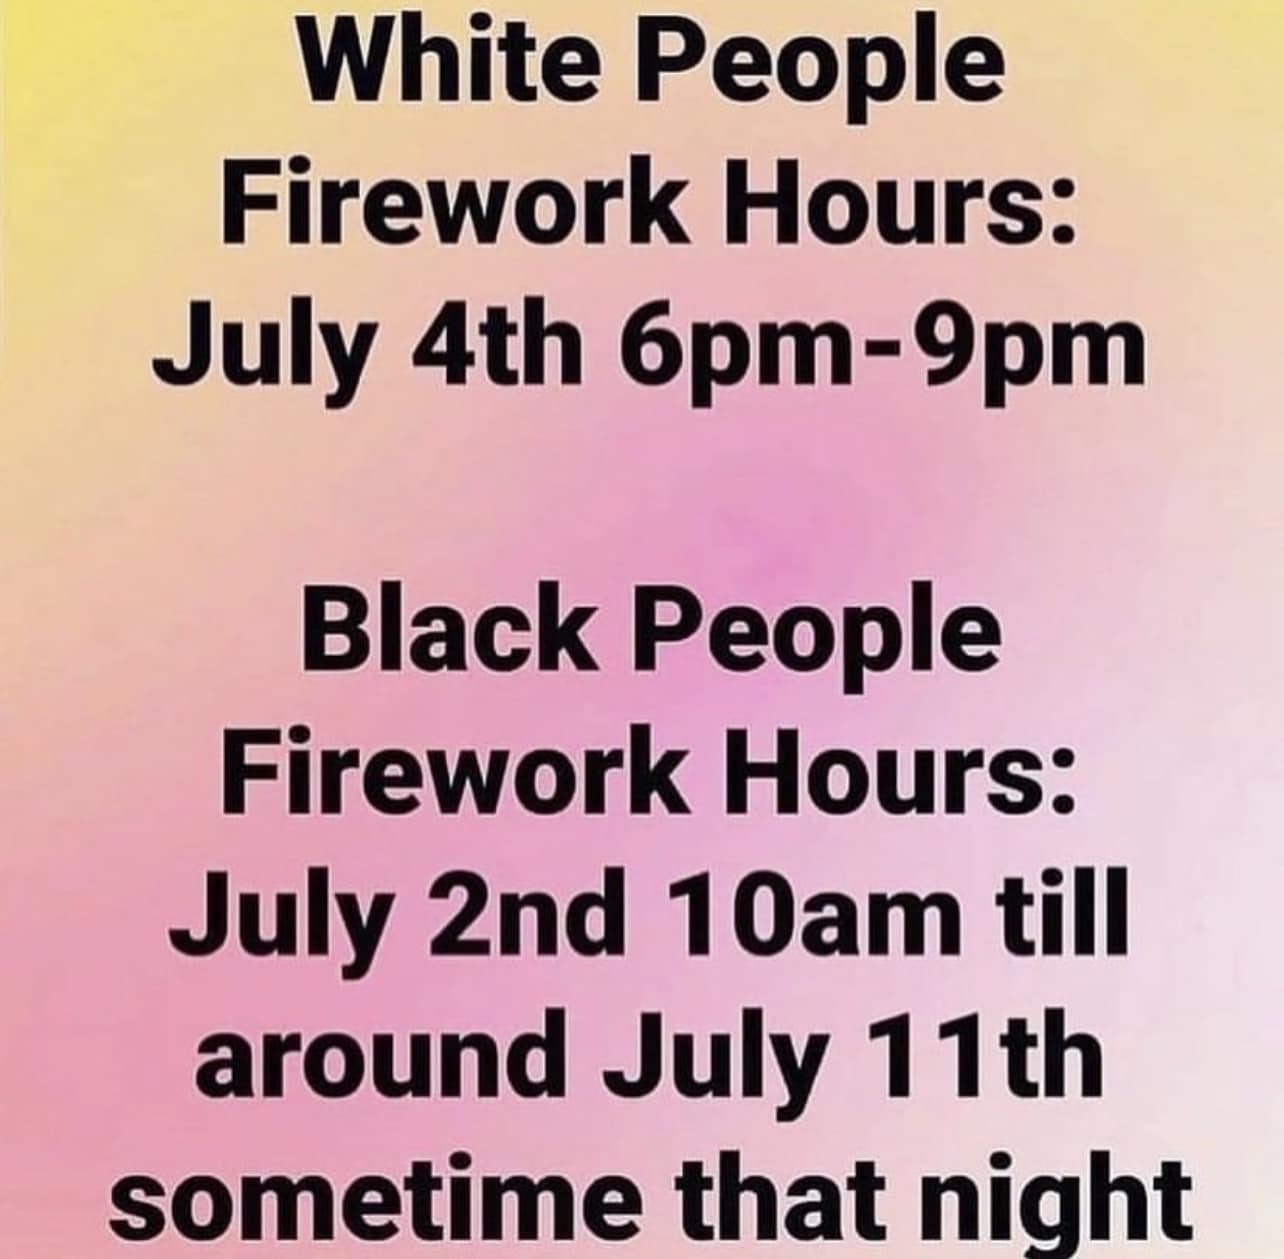 White People
Firework Hours:
July 4th 6pm-9pm
Black People
Firework Hours:
July 2nd 10am till
around July 11th
sometime that night